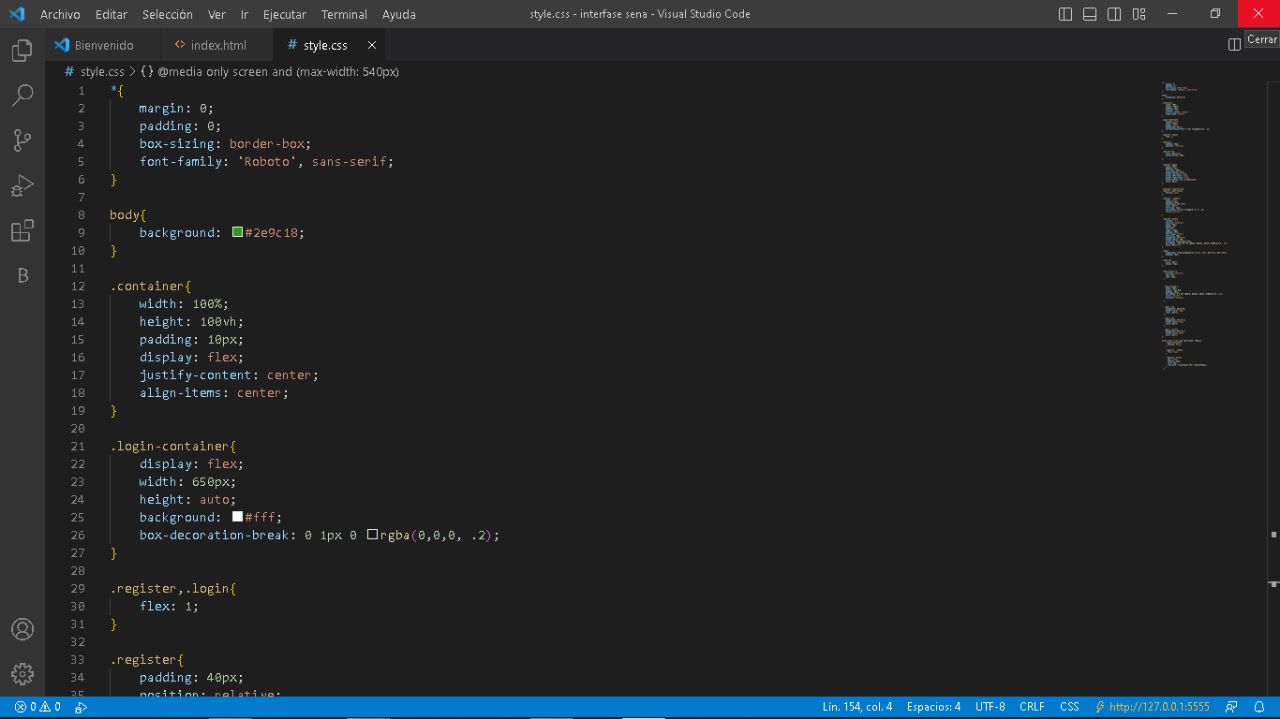 Archivo Editar Selección Ver Ir Ejecutar Terminal Ayuda style.css - interfase sena - Visual Studio Code
Bienvenido index.html style.css Cerrar
# style.css > {} @media only screen and (max-width: 540px)
1 *{
2 margin: 0;
3 padding: 0;
4 box-sizing: border-box;
5 font-family: 'Roboto', sans-serif;
6 }
7
8 body{
9 background: #2e9c18;
10 }
11
12 .container{
13 width: 100%;
14 height: 100vh;
15 padding: 10px;
16 display: flex;
17 justify-content: center;
18 align-items: center;
19 }
20
21 .login-container{
22 display: flex;
23 width: 650px;
24 height: auto;
25 background: #fff;
26 box-decoration-break: 0 1px 0 rgba(0,0,0, .2);
27 }
28
29 .register,.login{
30 flex: 1;
31 }
32
33 .register{
34 padding: 40px;
35 position: relative;
B
0 0 Lín. 154, col. 4 Espacios: 4 UTF-8 CRLF CSS http://127.0.0.1:5555